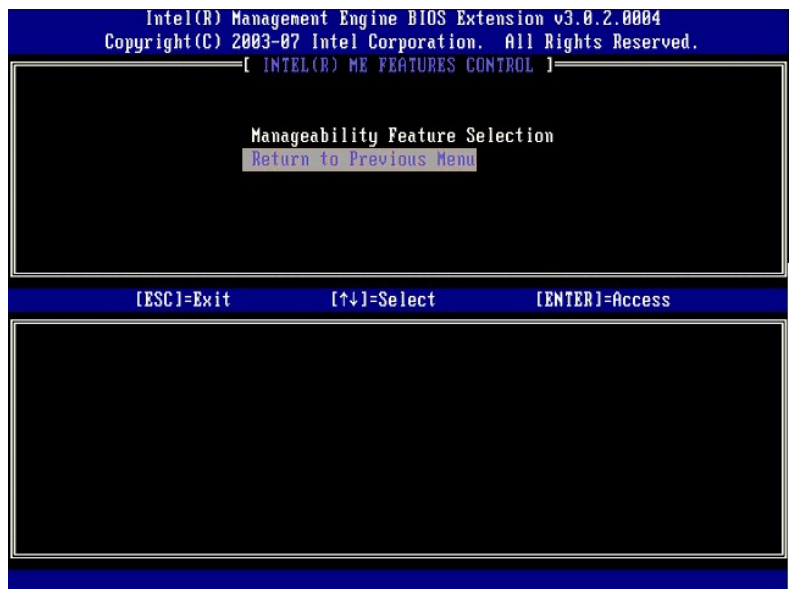 Intel(R) Management Engine BIOS Extension v3.0.2.0004
Copyright(C) 2003-07 Intel Corporation. All Rights Reserved.
[ INTEL(R) ME FEATURES CONTROL ]
Manageability Feature Selection
Return to Previous Menu
[ESC]=Exit [↑↓]=Select [ENTER]=Access